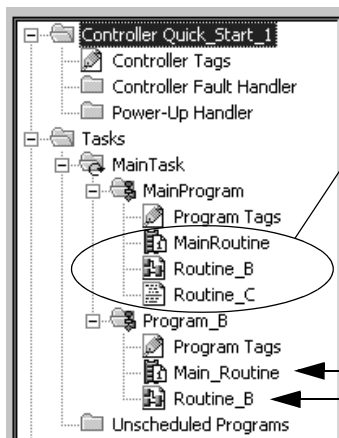 Controller Quick_Start_1
Controller Tags
Controller Fault Handler
Power-Up Handler
Tasks
MainTask
MainProgram
Program Tags
MainRoutine
Routine_B
Routine_C
Program_B
Program Tags
Main_Routine
Routine_B
Unscheduled Programs